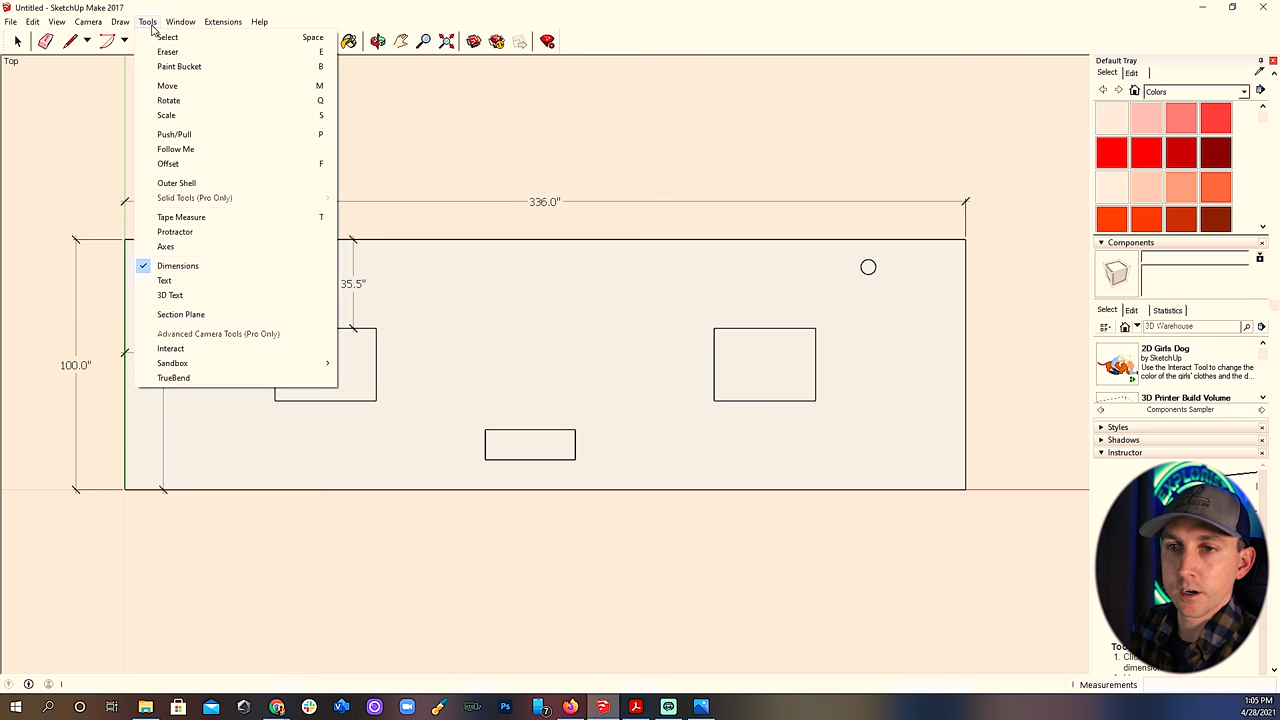 Untitled - SketchUp Make 2017
File Edit View Camera Draw Tools Window Extensions Help
Top
Select Space
Eraser E
Paint Bucket B
Move M
Rotate Q
Scale S
Push/Pull P
Follow Me
Offset F
Outer Shell
Solid Tools (Pro Only)
Tape Measure T
Protractor
Axes
Dimensions
Text
3D Text
Section Plane
Advanced Camera Tools (Pro Only)
Interact
Sandbox
TrueBend
336.0"
35.5"
100.0"
Default Tray
Select Edit
Colors
Components
Select Edit Statistics
3D Warehouse
2D Girls Dog
by SketchUp
Use the Interact Tool to change the
color of the girls' clothes and the d...
3D Printer Build Volume
Components Sampler
Styles
Shadows
Instructor
EXPLORIS
1. Cli
dimensio
Measurements
1:05 PM
4/28/2021